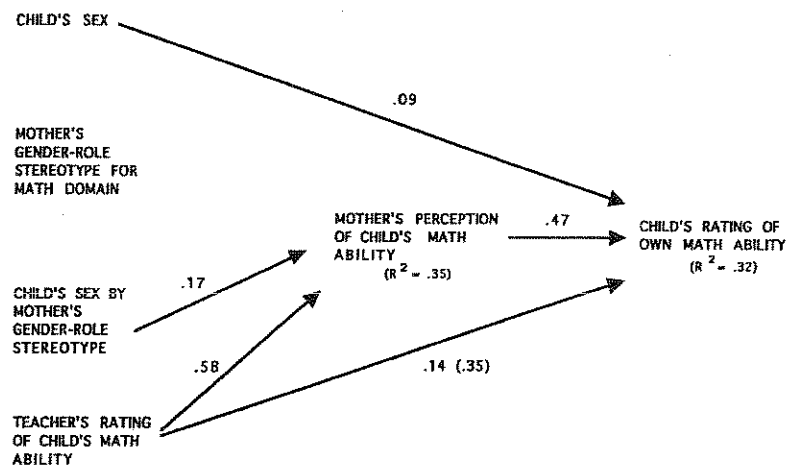 CHILD'S SEX
.09
MOTHER'S
GENDER-ROLE
STEREOTYPE FOR
MATH DOMAIN
MOTHER'S PERCEPTION
OF CHILD'S MATH
ABILITY
(R² = .35)
.47
CHILD'S RATING OF
OWN MATH ABILITY
(R² = .32)
.17
CHILD'S SEX BY
MOTHER'S
GENDER-ROLE
STEREOTYPE
.58
.14 (.35)
TEACHER'S RATING
OF CHILD'S MATH
ABILITY